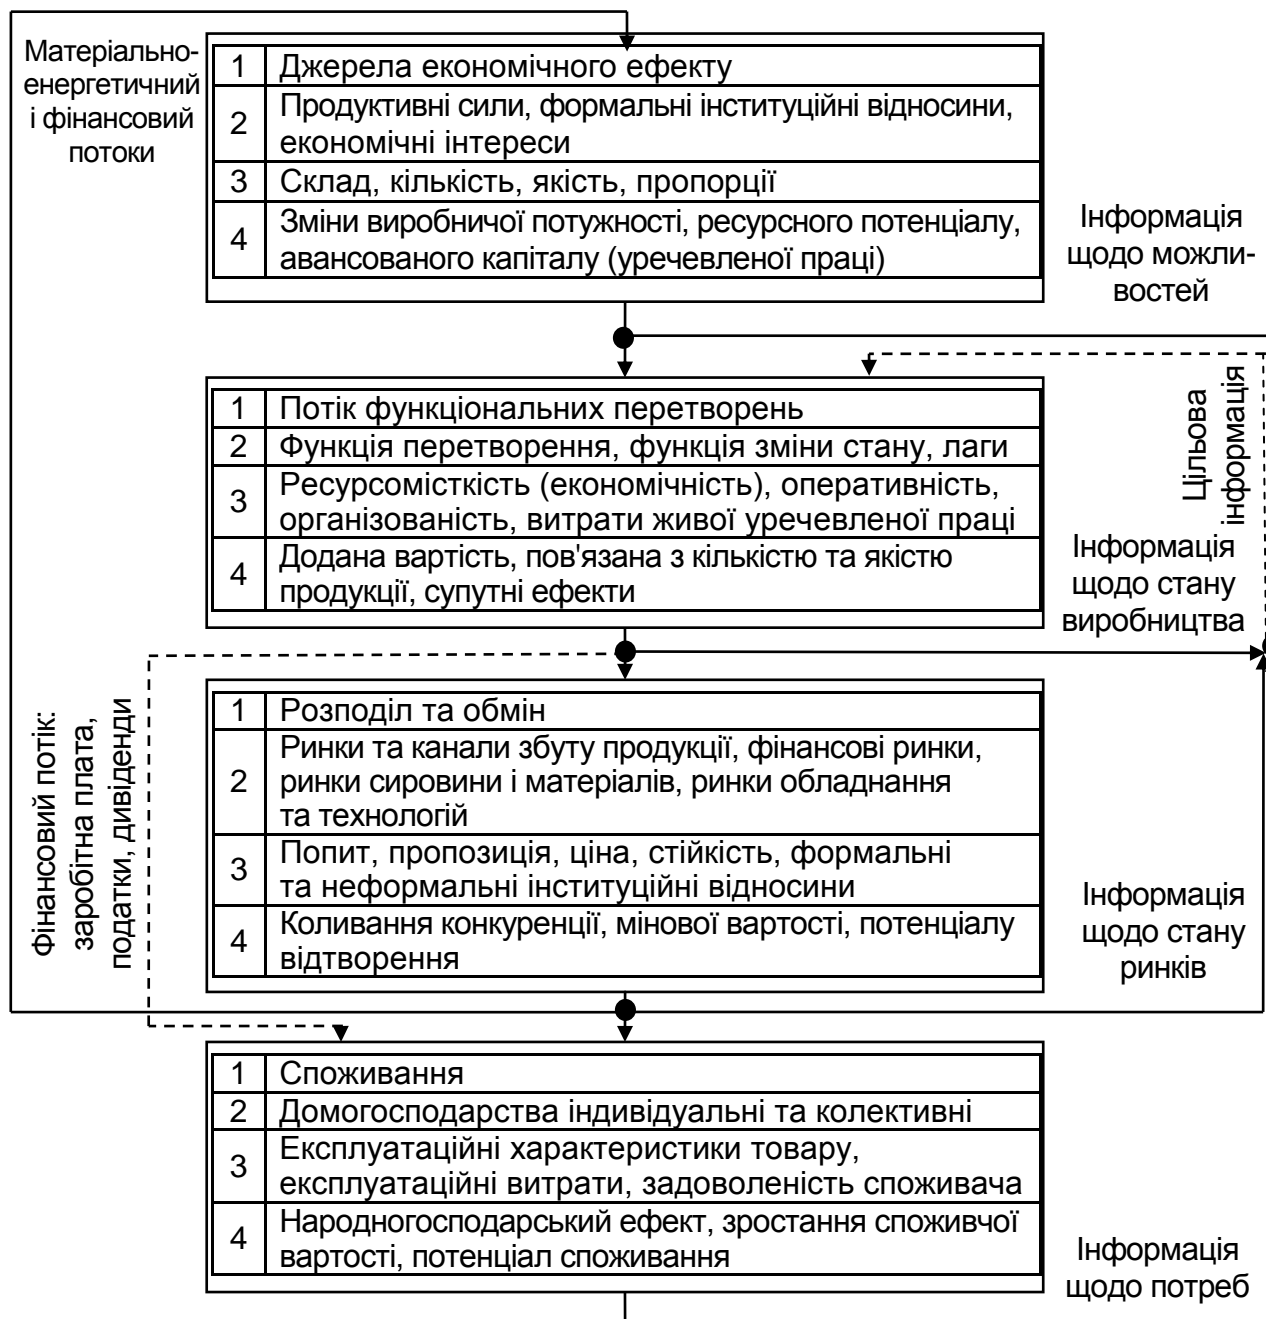 Матеріально-
енергетичний
і фінансовий
потоки
1 Джерела економічного ефекту
2 Продуктивні сили, формальні інституційні відносини,
економічні інтереси
3 Склад, кількість, якість, пропорції
4 Зміни виробничої потужності, ресурсного потенціалу,
авансованого капіталу (уречевленої праці)
Інформація
щодо можли-
востей
1 Потік функціональних перетворень
2 Функція перетворення, функція зміни стану, лаги
3 Ресурсомісткість (економічність), оперативність,
організованість, витрати живої уречевленої праці
4 Додана вартість, пов'язана з кількістю та якістю
продукції, супутні ефекти
Цільова
інформація
Інформація
щодо стану
виробництва
Фінансовий потік:
заробітна плата,
податки, дивіденди
1 Розподіл та обмін
2 Ринки та канали збуту продукції, фінансові ринки,
ринки сировини і матеріалів, ринки обладнання
та технологій
3 Попит, пропозиція, ціна, стійкість, формальні
та неформальні інституційні відносини
4 Коливання конкуренції, мінової вартості, потенціалу
відтворення
Інформація
щодо стану
ринків
1 Споживання
2 Домогосподарства індивідуальні та колективні
3 Експлуатаційні характеристики товару,
експлуатаційні витрати, задоволеність споживача
4 Народногосподарський ефект, зростання споживчої
вартості, потенціал споживання
Інформація
щодо потреб